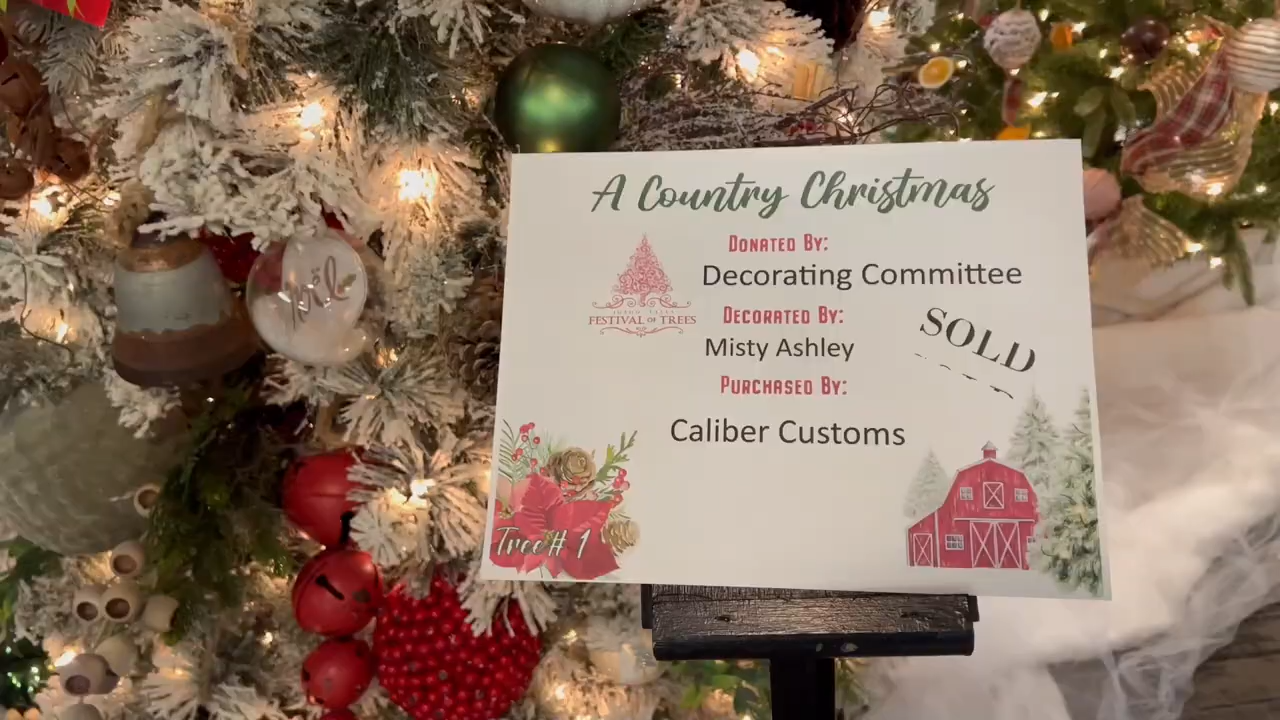 A Country Christmas
Donated By:
Decorating Committee
FESTIVAL OF TREES
Decorated By:
SOLD
Misty Ashley
Purchased By:
Caliber Customs
Tree# 1
noël